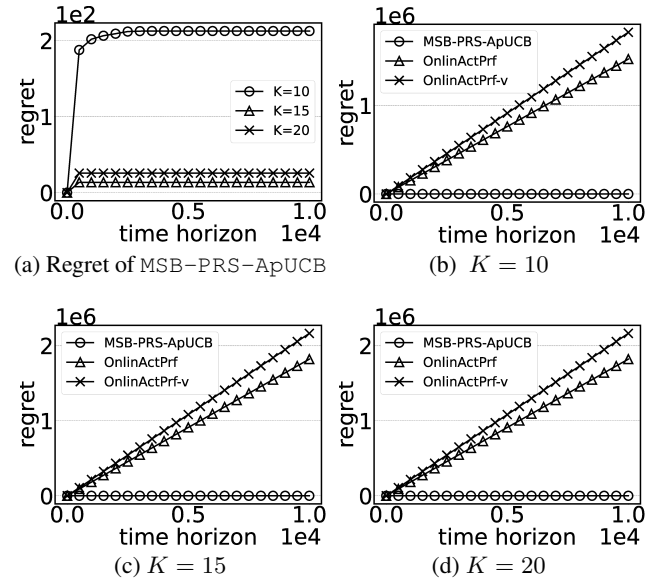 1e2
2
1
0
regret
K=10
K=15
K=20
0.0 0.5 1.0
time horizon 1e4
(a) Regret of MSB-PRS-ApUCB
1e6
1
0
regret
MSB-PRS-ApUCB
OnlinActPrf
OnlinActPrf-v
0.0 0.5 1.0
time horizon 1e4
(b) K = 10
1e6
2
1
0
regret
MSB-PRS-ApUCB
OnlinActPrf
OnlinActPrf-v
0.0 0.5 1.0
time horizon 1e4
(c) K = 15
1e6
2
1
0
regret
MSB-PRS-ApUCB
OnlinActPrf
OnlinActPrf-v
0.0 0.5 1.0
time horizon 1e4
(d) K = 20